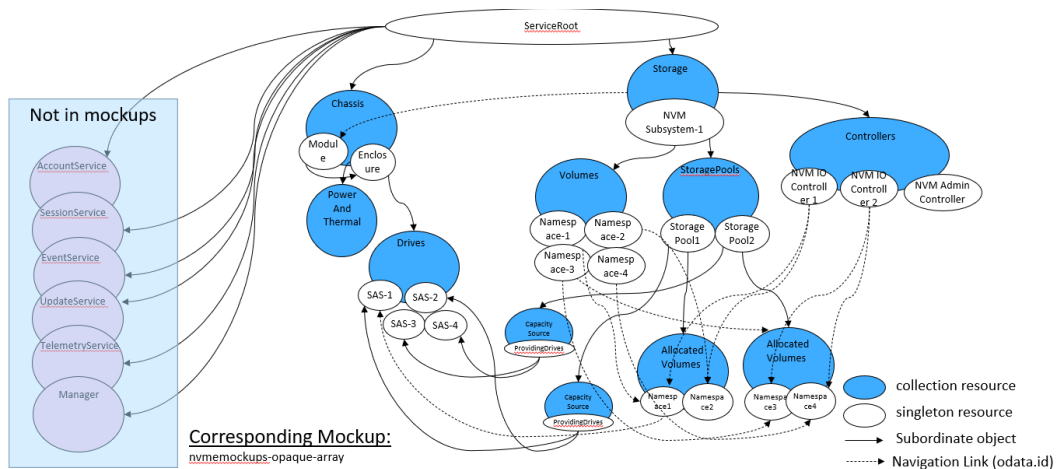 ServiceRoot
Not in mockups
AccountService
SessionService
EventService
UpdateService
TelemetryService
Manager
Chassis
Modul
e
Enclo
sure
Power
And
Thermal
Drives
SAS-1
SAS-2
SAS-3
SAS-4
Storage
NVM
Subsystem-1
Volumes
Namesp
ace-1
Namesp
ace-2
Namesp
ace-3
Namesp
ace-4
StoragePools
Storage
Pool1
Storage
Pool2
Controllers
NVM IO
Controll
er 1
NVM IO
Controll
er 2
NVM Admin
Controller
Capacity
Source
ProvidingDrives
Capacity
Source
ProvidingDrives
Allocated
Volumes
Namesp
ace1
Namesp
ace2
Allocated
Volumes
Namespa
ce3
Namesp
ace4
collection resource
singleton resource
Subordinate object
Navigation Link (odata.id)
Corresponding Mockup:
nvmemockups-opaque-array